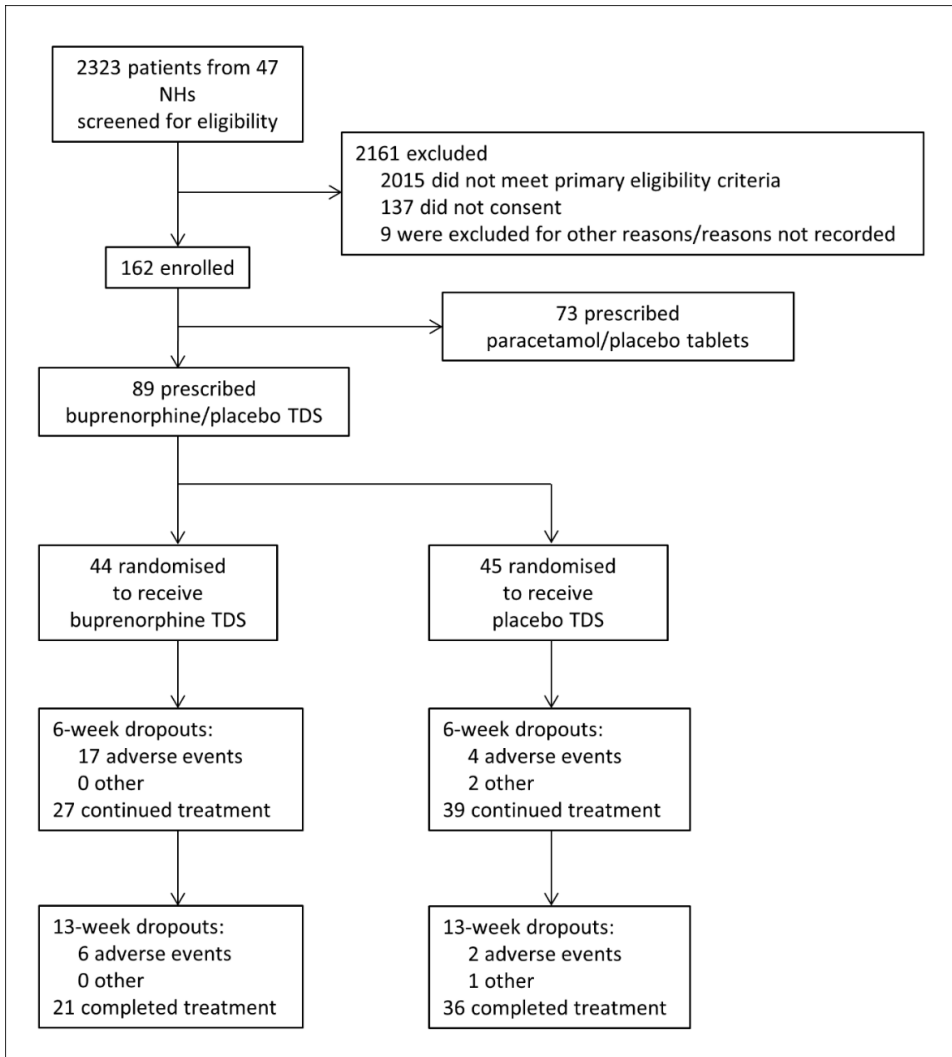 2323 patients from 47
NHs
screened for eligibility
2161 excluded
2015 did not meet primary eligibility criteria
137 did not consent
9 were excluded for other reasons/reasons not recorded
162 enrolled
73 prescribed
paracetamol/placebo tablets
89 prescribed
buprenorphine/placebo TDS
44 randomised
to receive
buprenorphine TDS
45 randomised
to receive
placebo TDS
6-week dropouts:
17 adverse events
0 other
27 continued treatment
6-week dropouts:
4 adverse events
2 other
39 continued treatment
13-week dropouts:
6 adverse events
0 other
21 completed treatment
13-week dropouts:
2 adverse events
1 other
36 completed treatment